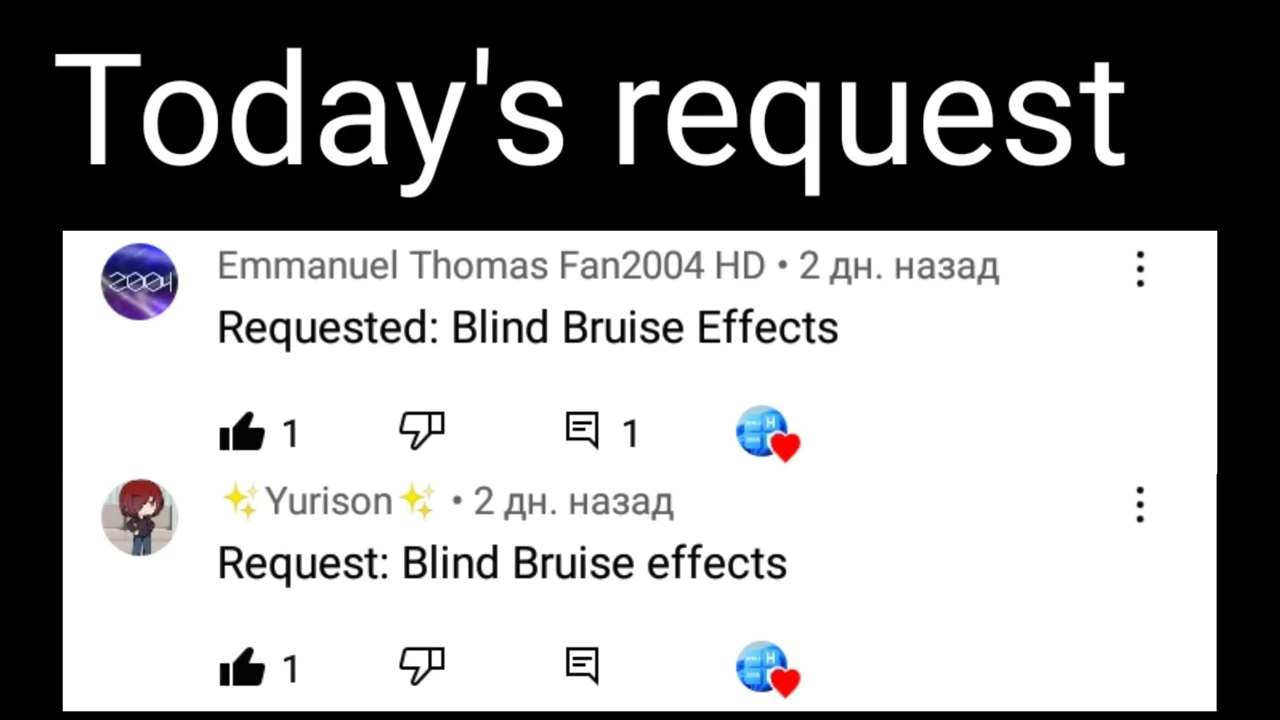 Today's request
2004
Emmanuel Thomas Fan2004 HD • 2 дн. назад
Requested: Blind Bruise Effects
1
1
H
✨Yurison✨ • 2 дн. назад
Request: Blind Bruise effects
1
H